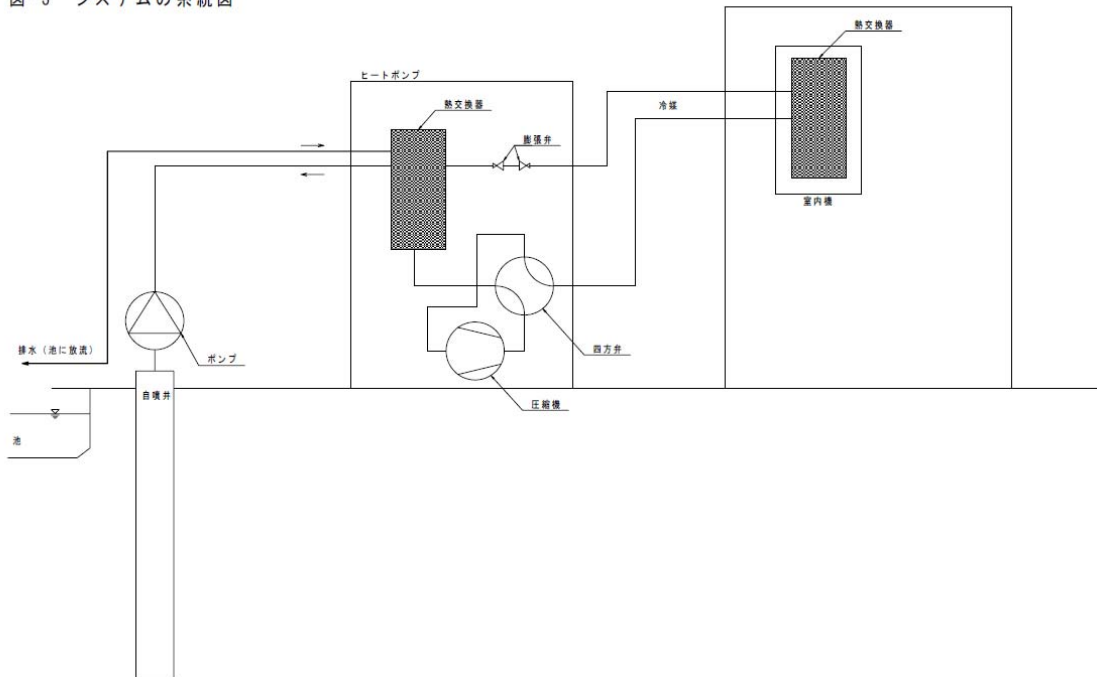 図 5 システムの系統図
熱交換器
ヒートポンプ
熱交換器
冷媒
膨張弁
室内機
排水（池に放流）
ポンプ
四方弁
自噴井
圧縮機
池